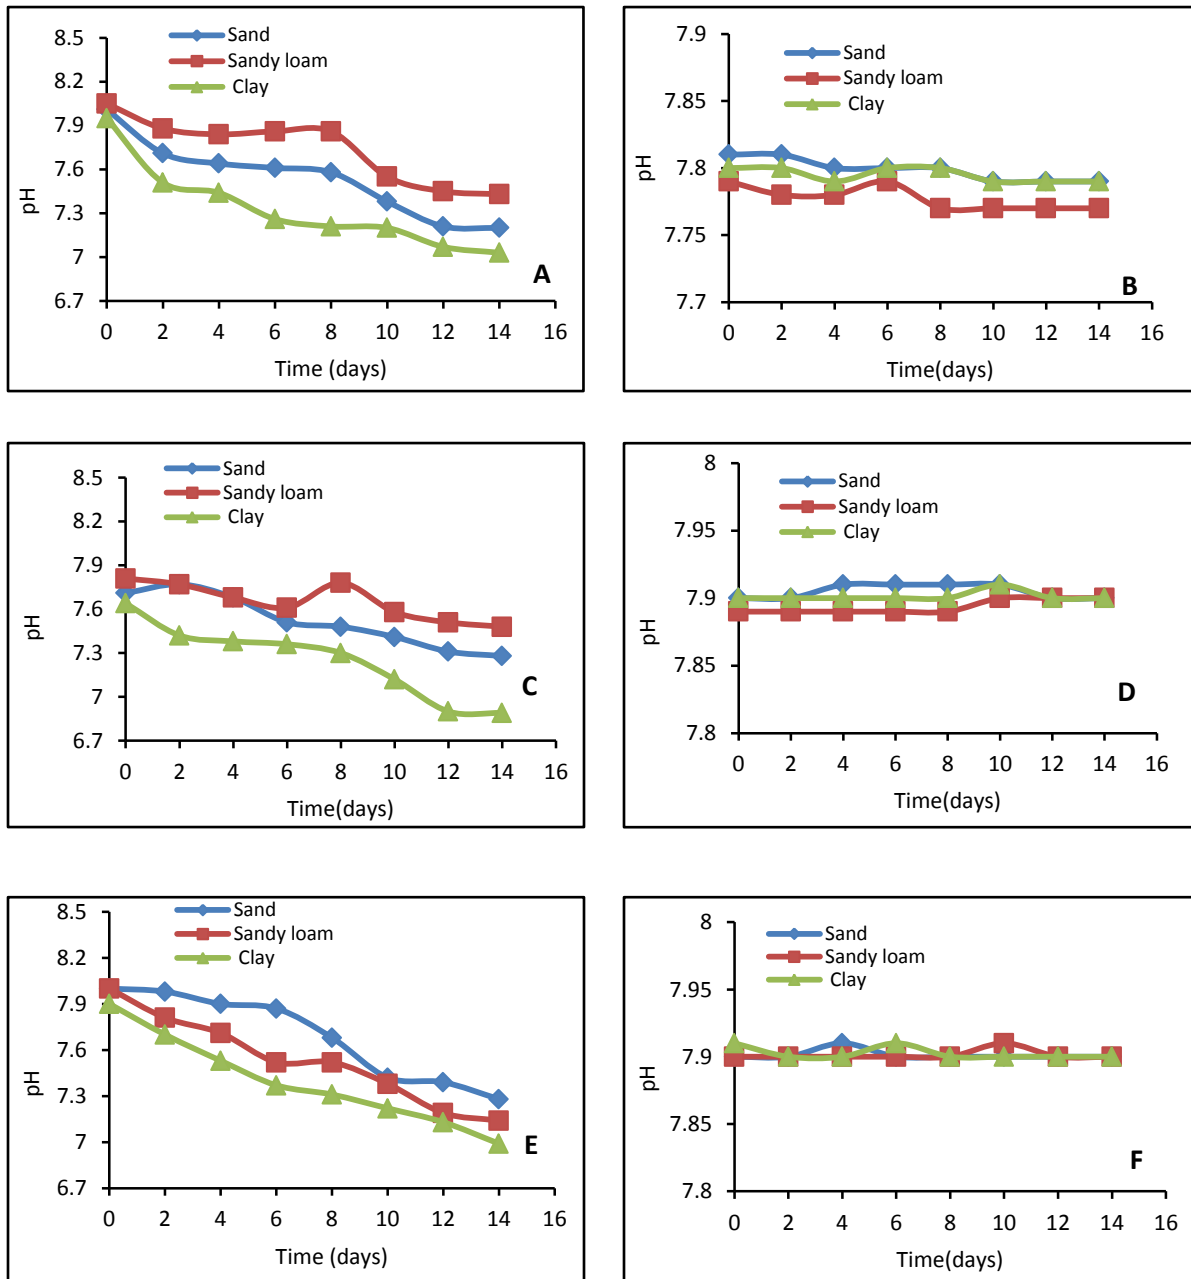 8.5
8.2
7.9
7.6
7.3
7
6.7
pH
Sand
Sandy loam
Clay
A
0 2 4 6 8 10 12 14 16
Time (days)
7.9
7.85
7.8
7.75
7.7
pH
Sand
Sandy loam
Clay
B
0 2 4 6 8 10 12 14 16
Time(days)
8.5
8.2
7.9
7.6
7.3
7
6.7
pH
Sand
Sandy loam
Clay
C
0 2 4 6 8 10 12 14 16
Time(days)
8
7.95
7.9
7.85
7.8
pH
Sand
Sandy loam
Clay
D
0 2 4 6 8 10 12 14 16
Time(days)
8.5
8.2
7.9
7.6
7.3
7
6.7
pH
Sand
Sandy loam
Clay
E
0 2 4 6 8 10 12 14 16
Time (days)
8
7.95
7.9
7.85
7.8
pH
Sand
Sandy loam
Clay
F
0 2 4 6 8 10 12 14 16
Time(days)